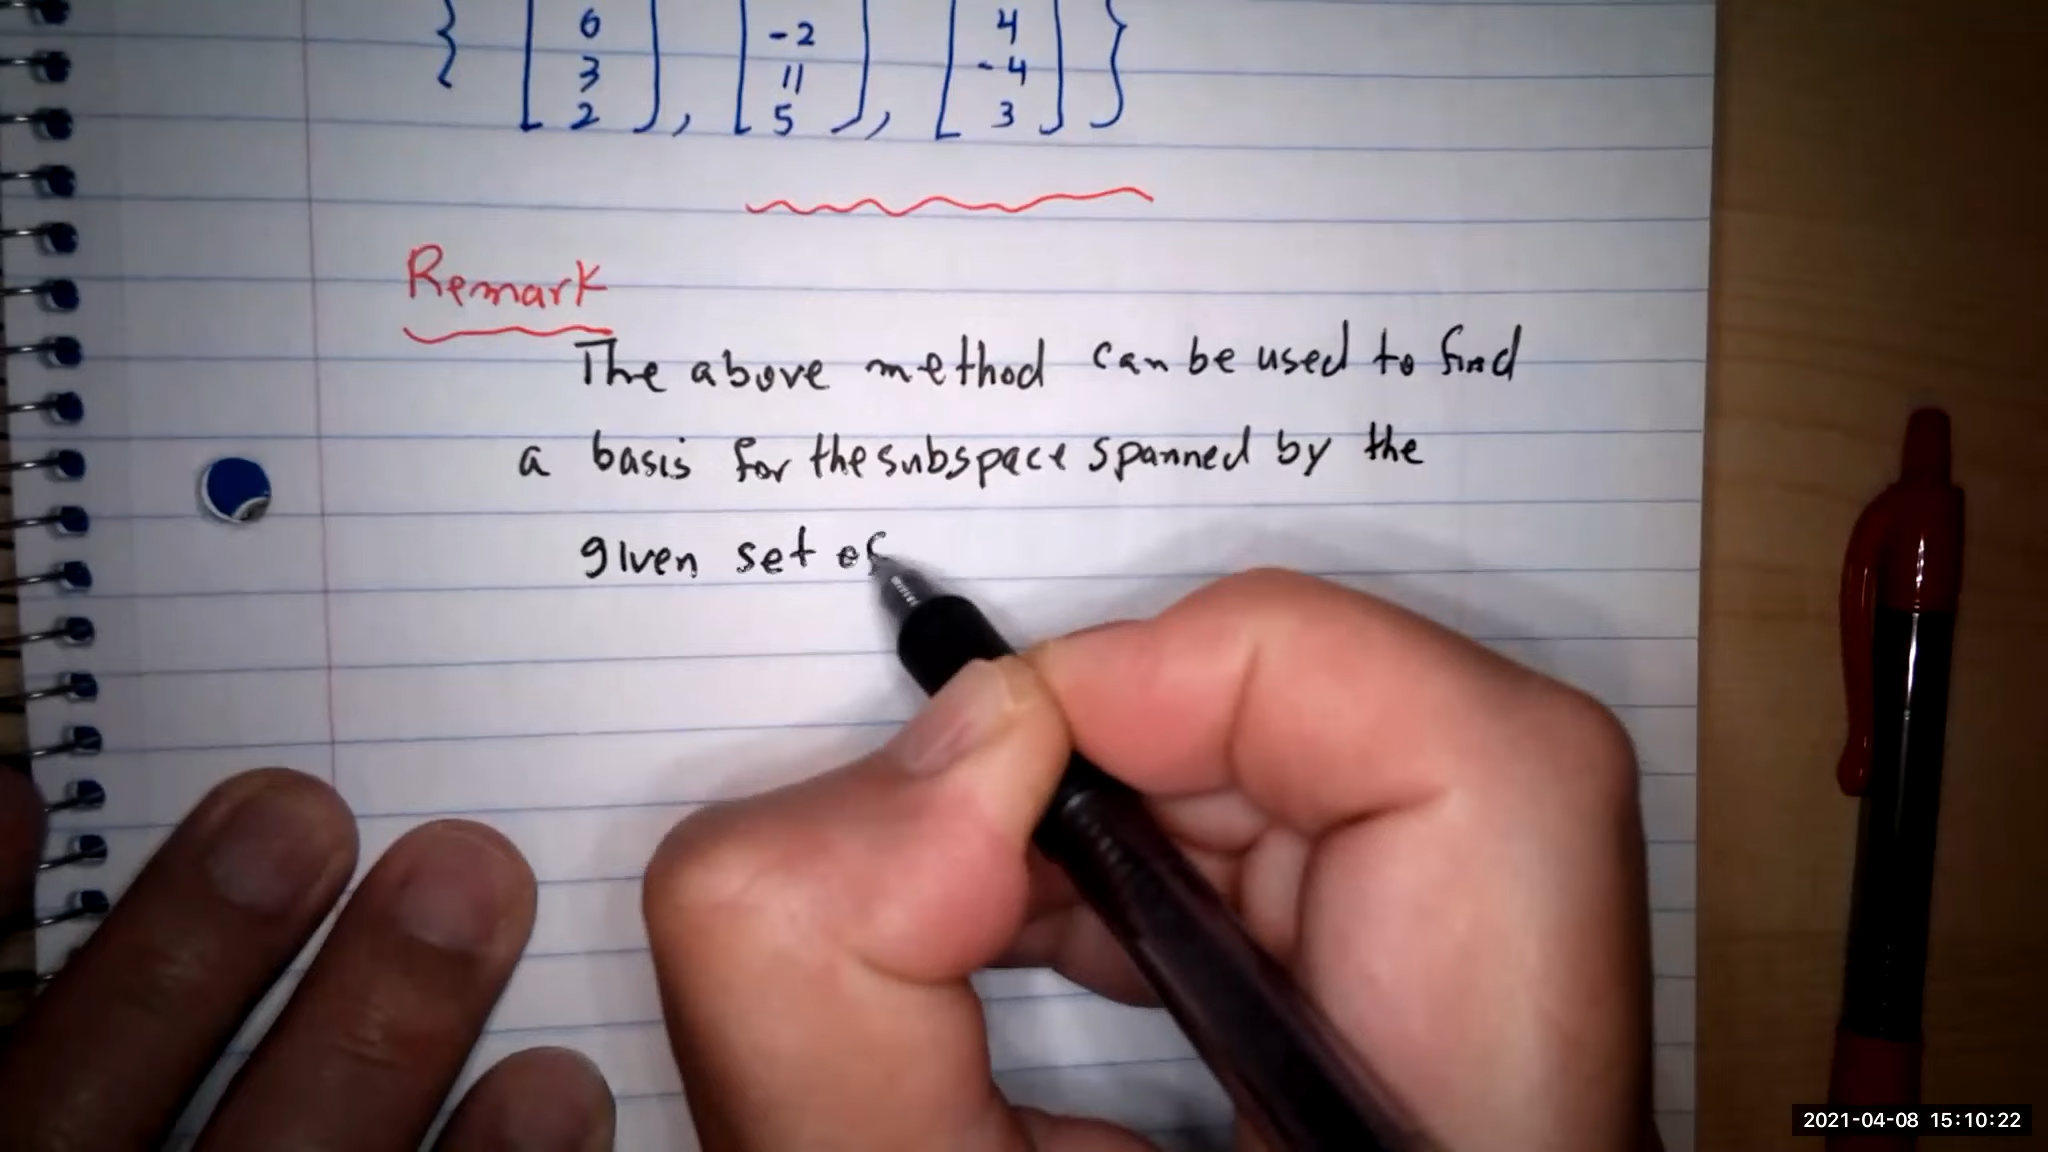 { [ 0 ] [ -2 ] [ 4 ] }
3 11 -4
2 , 5 , 3
Remark
The above method can be used to find
a basis for the subspace spanned by the
given set of
2021-04-08 15:10:22